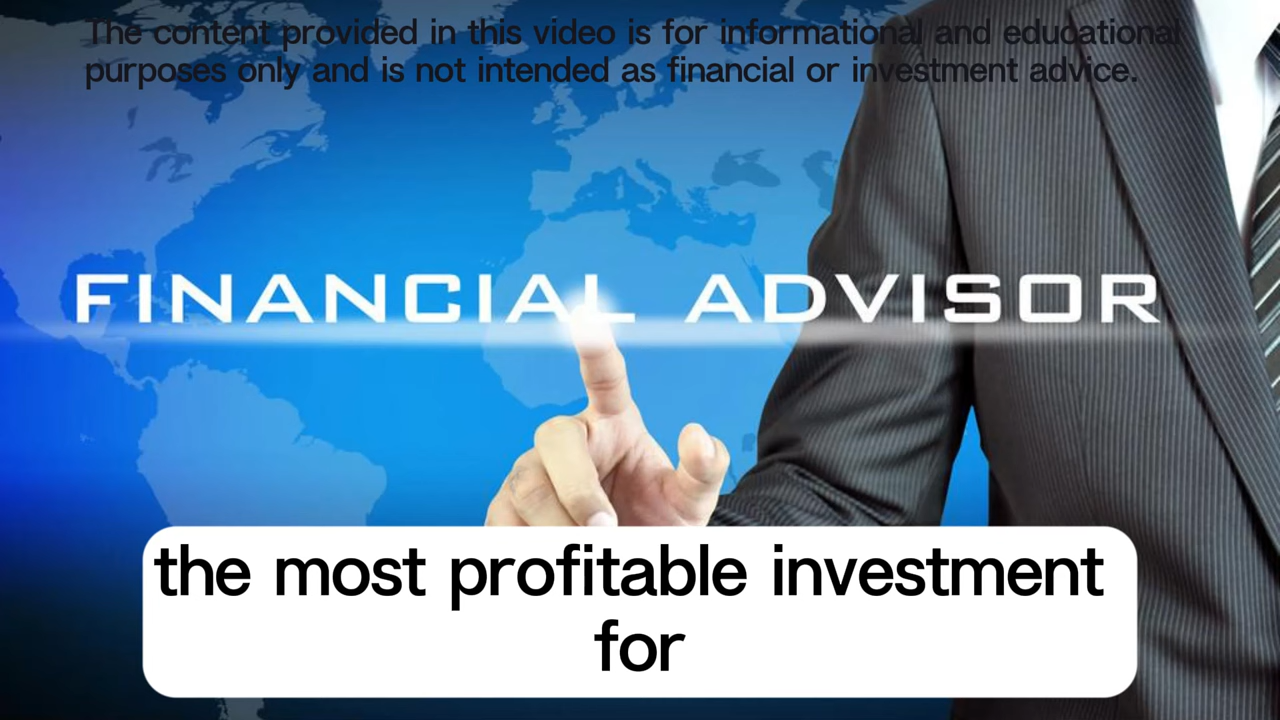 The content provided in this video is for informational and educational
purposes only and is not intended as financial or investment advice.
FINANCIAL ADVISOR
the most profitable investment
for